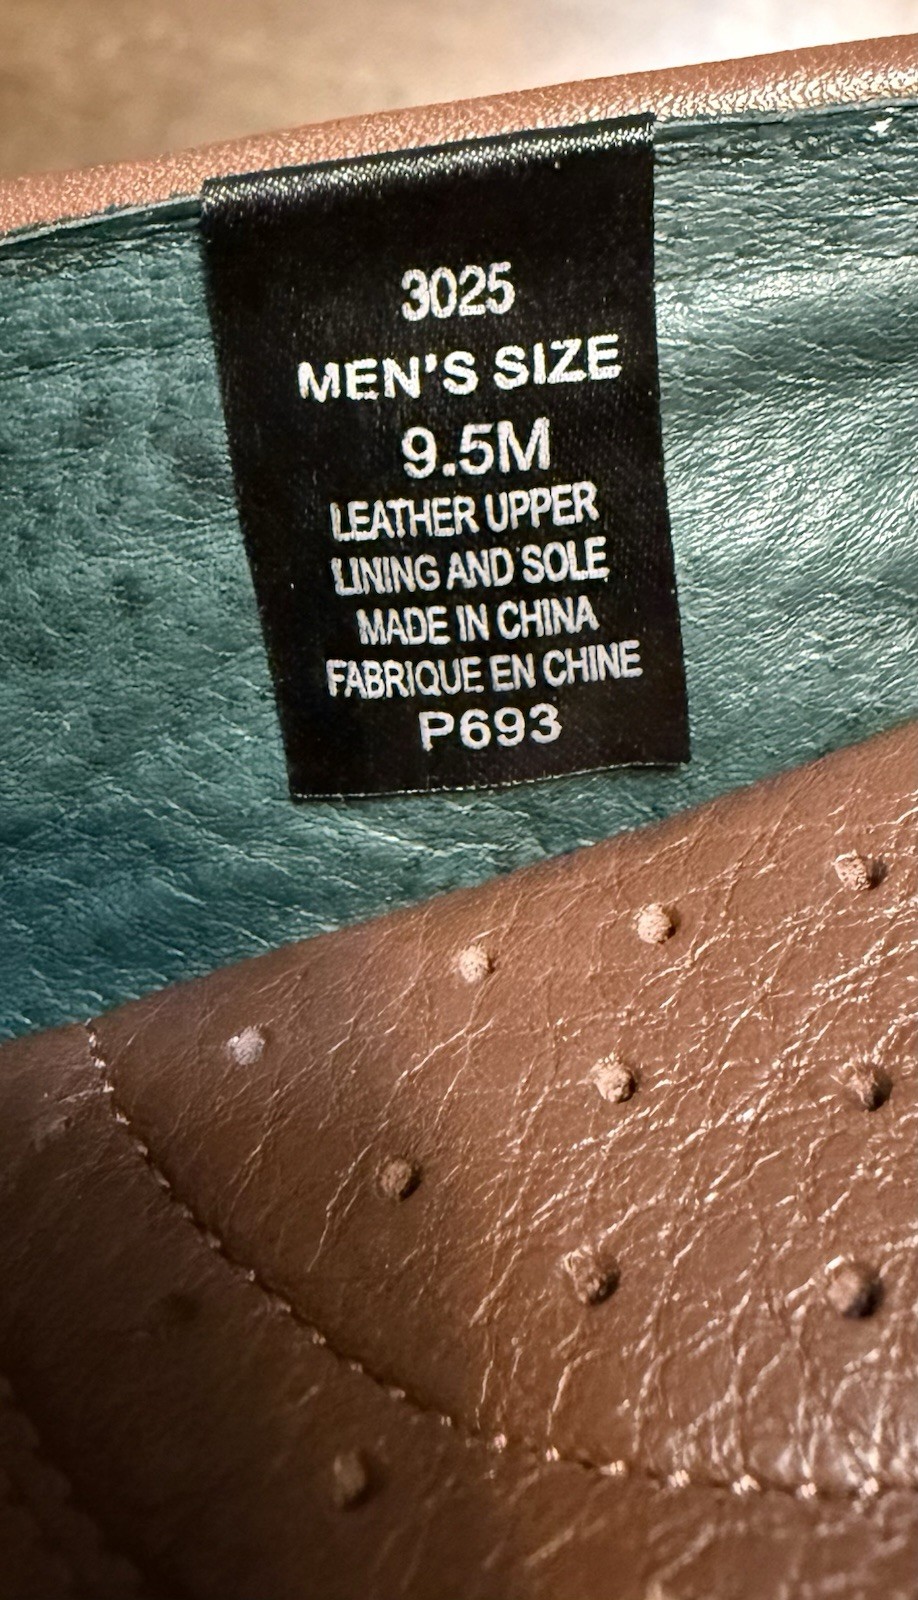 3025
MEN'S SIZE
9.5M
LEATHER UPPER
LINING AND SOLE
MADE IN CHINA
FABRIQUE EN CHINE
P693